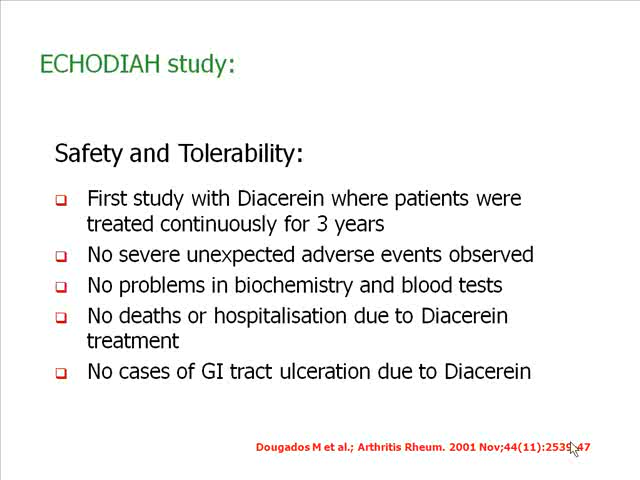 ECHODIAH study:
Safety and Tolerability:
First study with Diacerein where patients were
treated continuously for 3 years
No severe unexpected adverse events observed
No problems in biochemistry and blood tests
No deaths or hospitalisation due to Diacerein
treatment
No cases of GI tract ulceration due to Diacerein
Dougados M et al.; Arthritis Rheum. 2001 Nov;44(11):2539-47